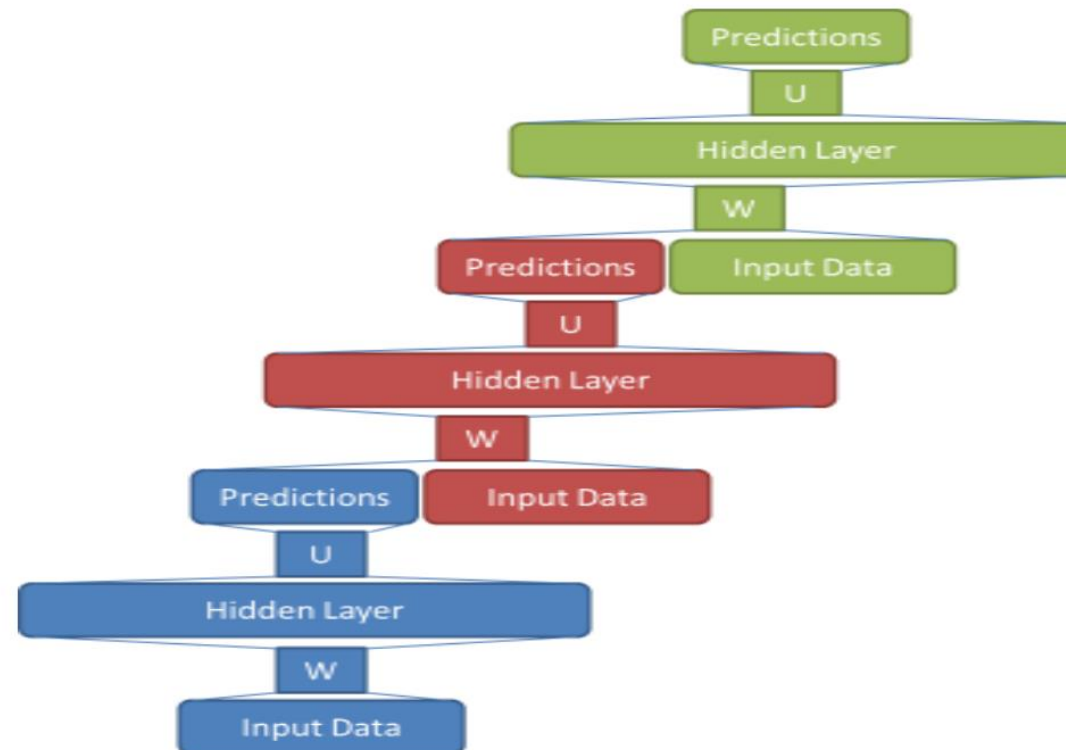 Predictions
U
Hidden Layer
W
Predictions Input Data
U
Hidden Layer
W
Predictions Input Data
U
Hidden Layer
W
Input Data